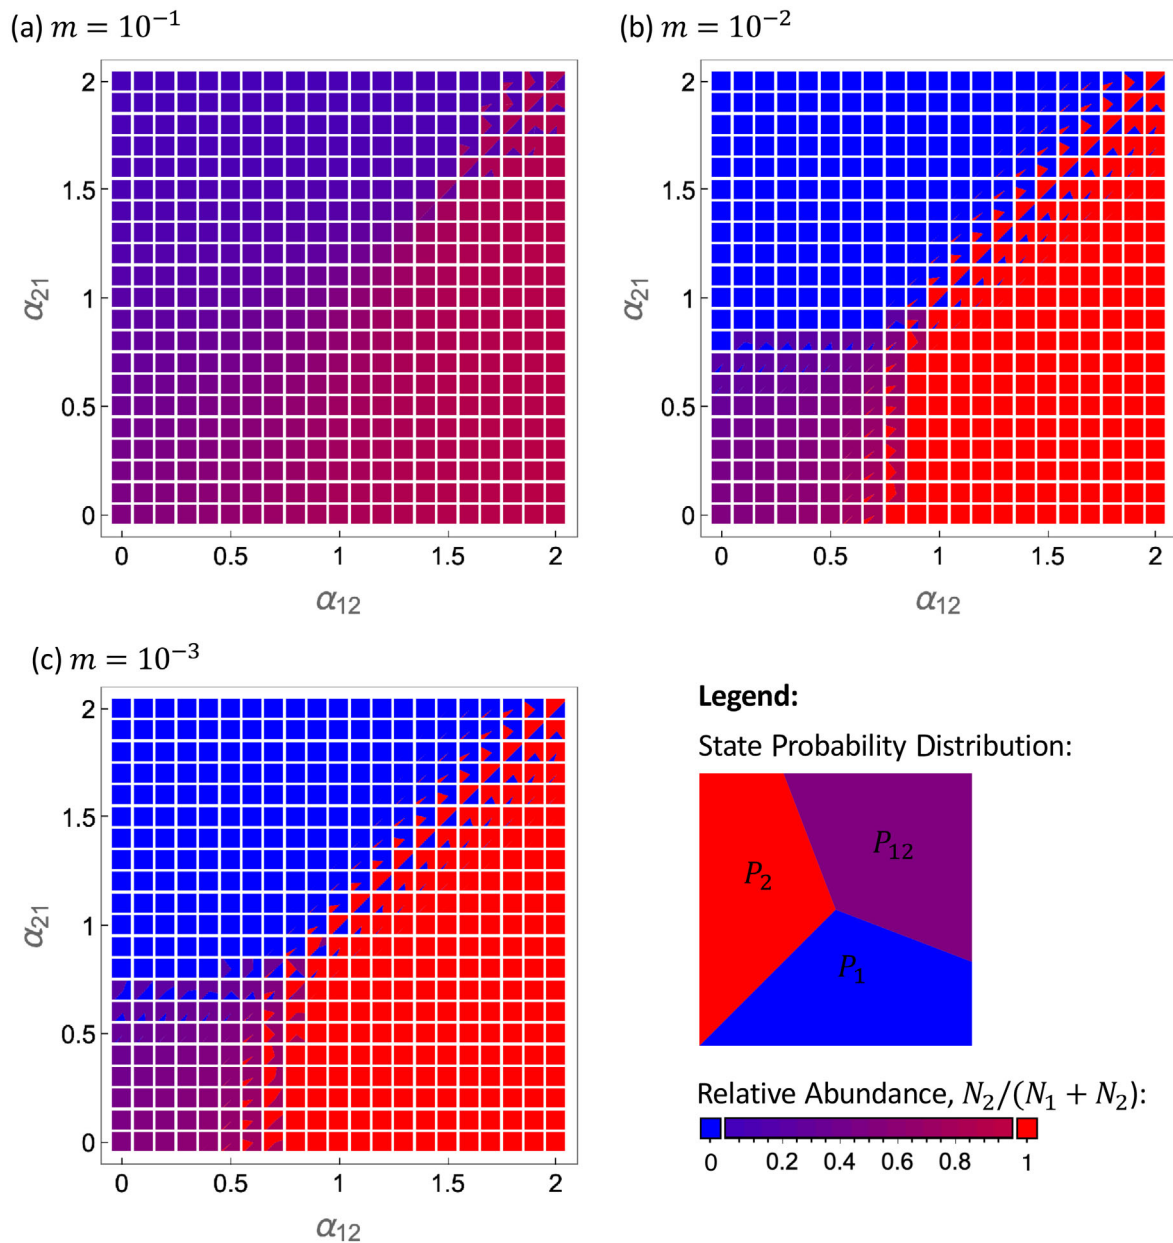 (a) m = 10⁻¹
2
1.5
1
0.5
0
α₂₁
0 0.5 1 1.5 2
α₁₂
(b) m = 10⁻²
2
1.5
1
0.5
0
α₂₁
0 0.5 1 1.5 2
α₁₂
(c) m = 10⁻³
2
1.5
1
0.5
0
α₂₁
0 0.5 1 1.5 2
α₁₂
Legend:
State Probability Distribution:
P₁₂
P₂
P₁
Relative Abundance, N₂/(N₁ + N₂):
0 0.2 0.4 0.6 0.8 1